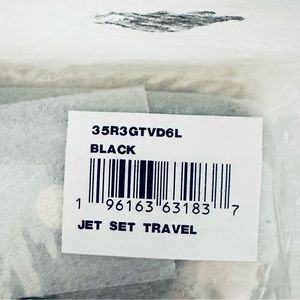 35R3GTVD6L
BLACK
1 96163 63183 7
JET SET TRAVEL